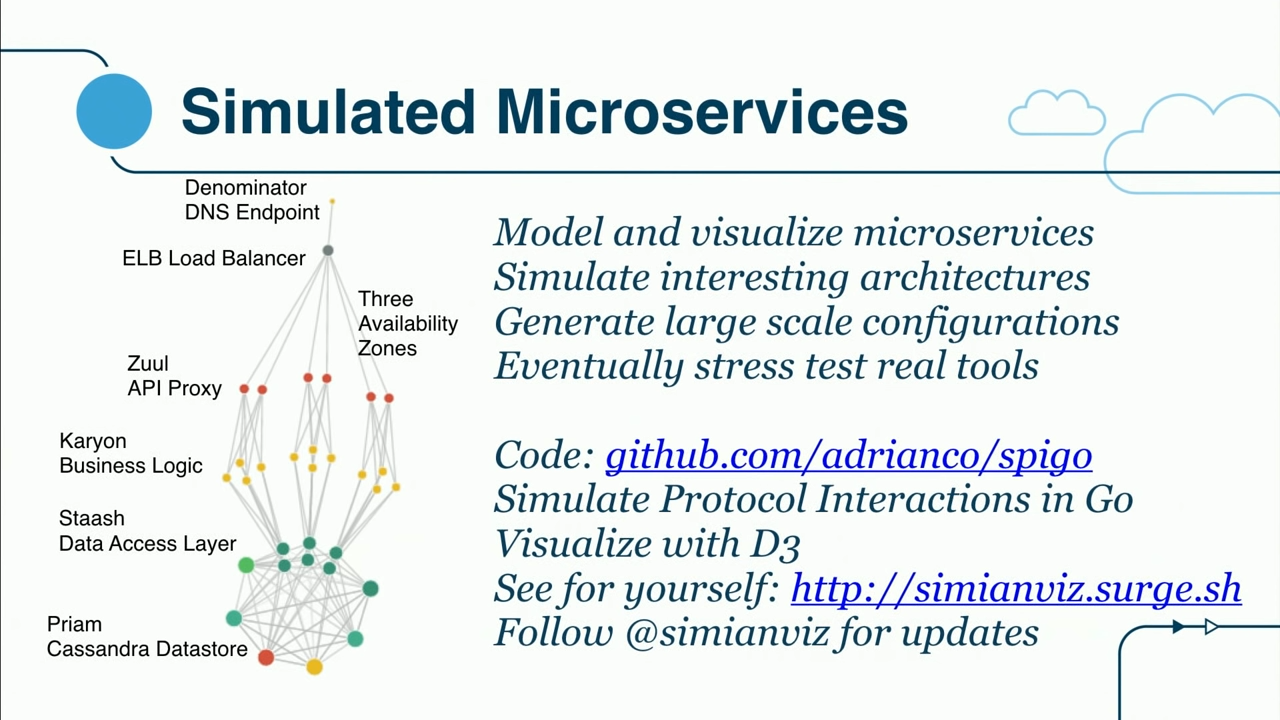 Simulated Microservices
Denominator
DNS Endpoint
ELB Load Balancer
Three
Availability
Zones
Zuul
API Proxy
Karyon
Business Logic
Staash
Data Access Layer
Priam
Cassandra Datastore
Model and visualize microservices
Simulate interesting architectures
Generate large scale configurations
Eventually stress test real tools
Code: github.com/adrianco/spigo
Simulate Protocol Interactions in Go
Visualize with D3
See for yourself: http://simianviz.surge.sh
Follow @simianviz for updates